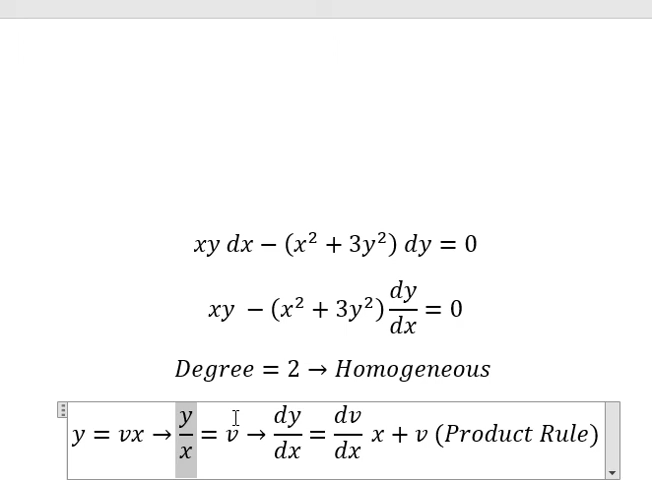 xy dx − (x² + 3y²) dy = 0
xy − (x² + 3y²) dy/dx = 0
Degree = 2 → Homogeneous
y = vx → y/x = v → dy/dx = dv/dx x + v (Product Rule)